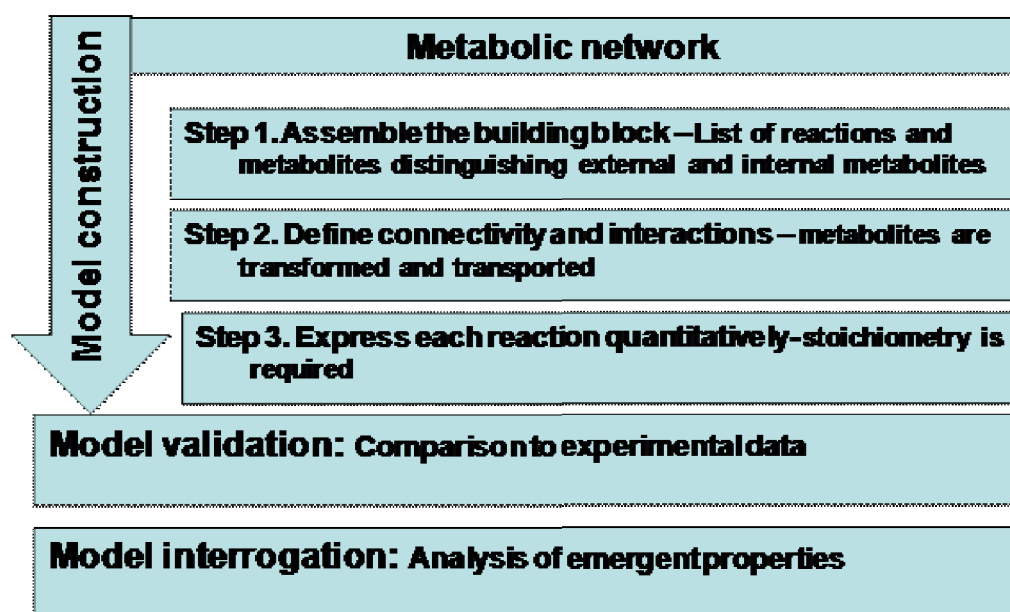 Model construction
Metabolic network
Step 1. Assemble the building block – List of reactions and
metabolites distinguishing external and internal metabolites
Step 2. Define connectivity and interactions – metabolites are
transformed and transported
Step 3. Express each reaction quantitatively-stoichiometry is
required
Model validation: Comparison to experimental data
Model interrogation: Analysis of emergent properties